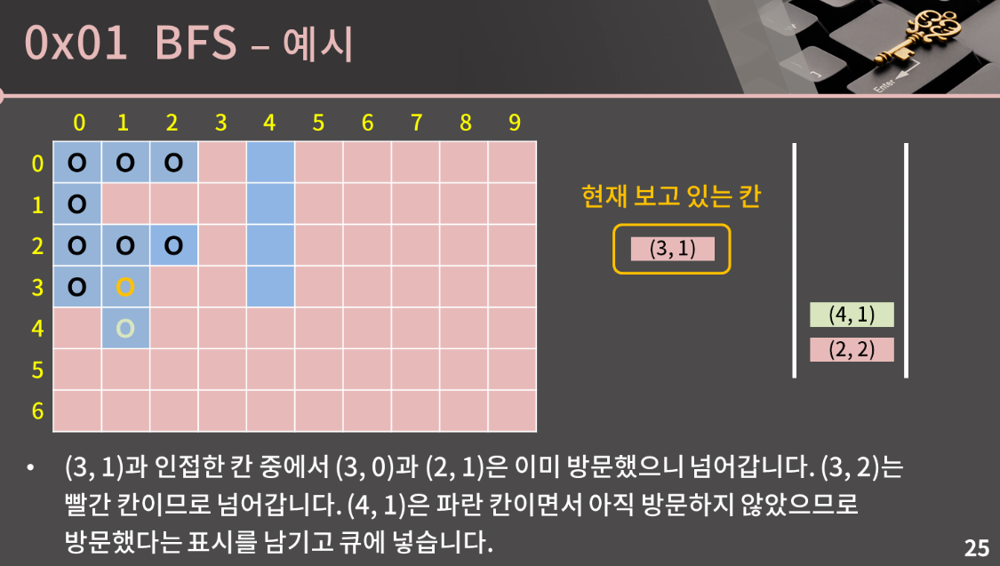 0x01 BFS – 예시
0 1 2 3 4 5 6 7 8 9
0 O O O
1 O
2 O O O
3 O O
4 O
5
6
현재 보고 있는 칸
(3, 1)
(4, 1)
(2, 2)
Enter
• (3, 1)과 인접한 칸 중에서 (3, 0)과 (2, 1)은 이미 방문했으니 넘어갑니다. (3, 2)는
빨간 칸이므로 넘어갑니다. (4, 1)은 파란 칸이면서 아직 방문하지 않았으므로
방문했다는 표시를 남기고 큐에 넣습니다.
25